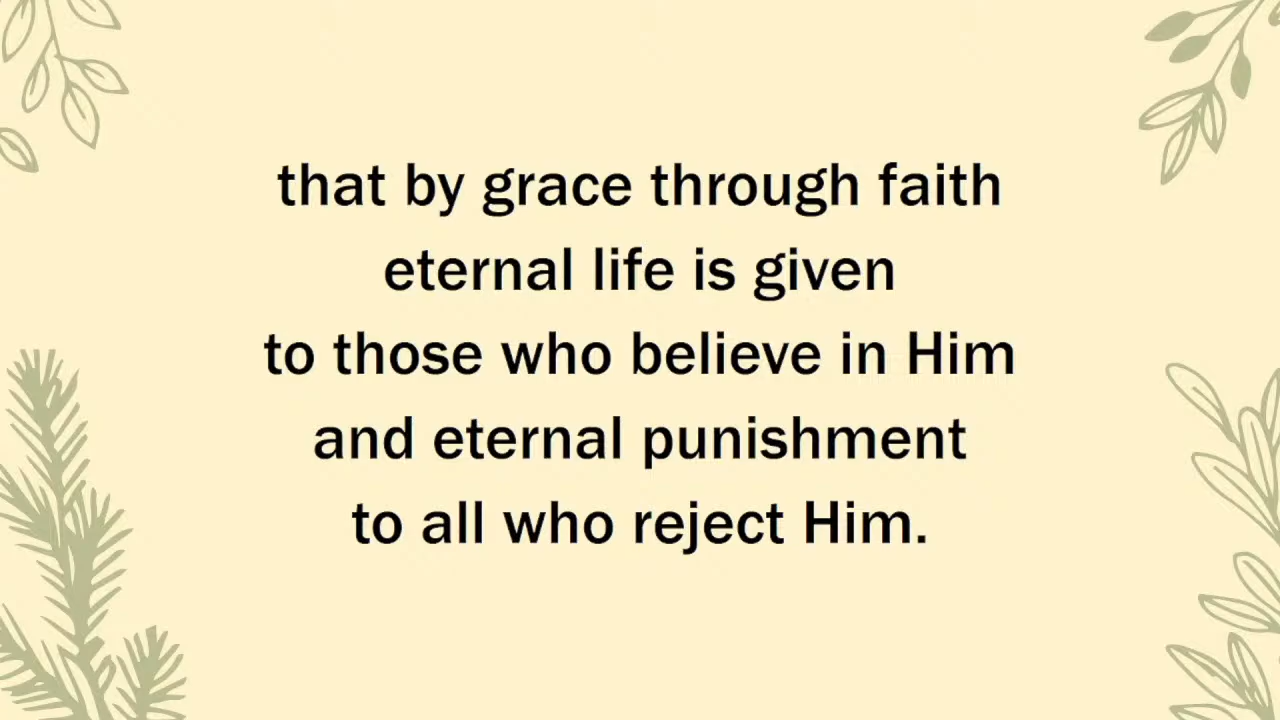 that by grace through faith
eternal life is given
to those who believe in Him
and eternal punishment
to all who reject Him.